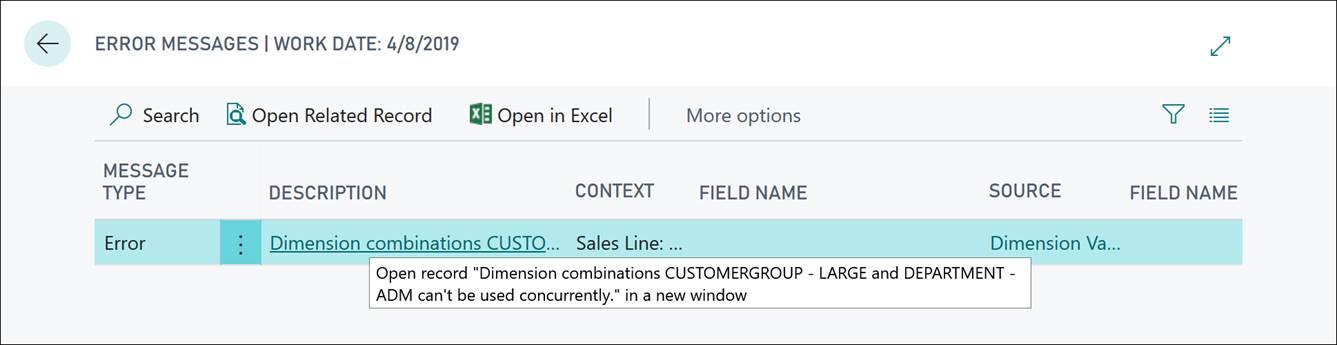 ERROR MESSAGES | WORK DATE: 4/8/2019
Search Open Related Record Open in Excel More options
MESSAGE TYPE DESCRIPTION CONTEXT FIELD NAME SOURCE FIELD NAME
Error Dimension combinations CUSTO... Sales Line: ... Dimension Va...
Open record "Dimension combinations CUSTOMERGROUP - LARGE and DEPARTMENT -
ADM can't be used concurrently." in a new window